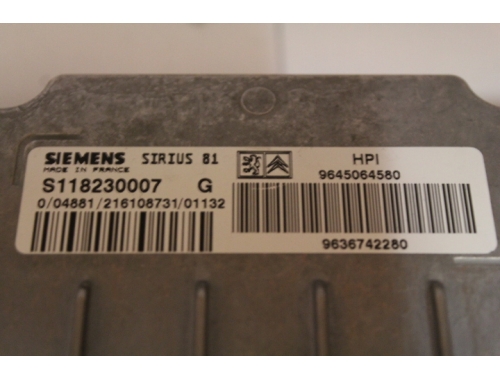 SIEMENS SIRIUS 81
MADE IN FRANCE
S118230007 G
0/04881/216108731/01132
HPI
9645064580
9636742280